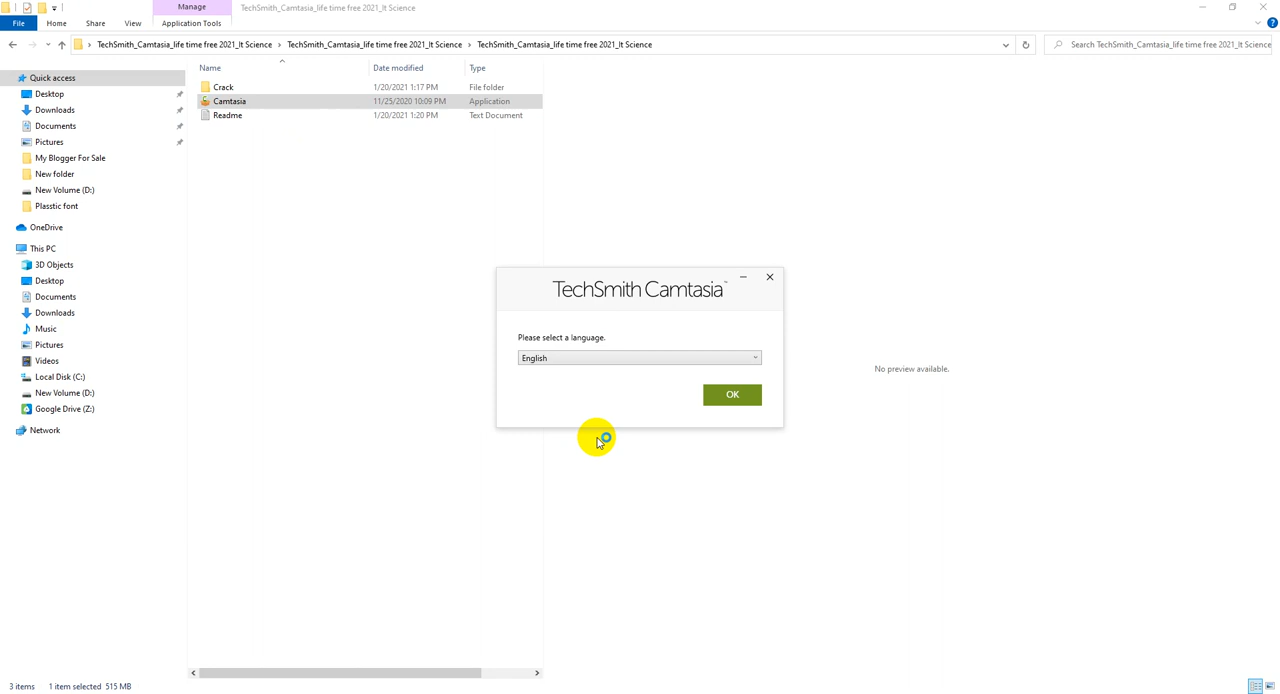 Manage
TechSmith_Camtasia_life time free 2021_It Science
File
Home
Share
View
Application Tools
TechSmith_Camtasia_life time free 2021_It Science
TechSmith_Camtasia_life time free 2021_It Science
TechSmith_Camtasia_life time free 2021_It Science
Search TechSmith_Camtasia_life time free 2021_It Science
Quick access
Desktop
Downloads
Documents
Pictures
My Blogger For Sale
New folder
New Volume (D:)
Plasstic font
OneDrive
This PC
3D Objects
Desktop
Documents
Downloads
Music
Pictures
Videos
Local Disk (C:)
New Volume (D:)
Google Drive (Z:)
Network
Name Date modified Type
Crack 1/20/2021 1:17 PM File folder
Camtasia 11/25/2020 10:09 PM Application
Readme 1/20/2021 1:20 PM Text Document
TechSmith Camtasia™
Please select a language.
English
OK
No preview available.
3 items 1 item selected 515 MB